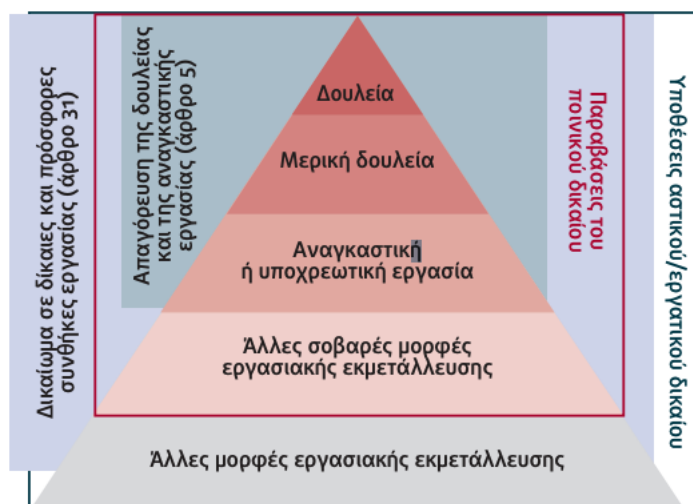 Δικαίωμα σε δίκαιες και πρόσφορες
συνθήκες εργασίας (άρθρο 31)
Απαγόρευση της δουλείας
και της αναγκαστικής
εργασίας (άρθρο 5)
Δουλεία
Μερική δουλεία
Αναγκαστική
ή υποχρεωτική εργασία
Άλλες σοβαρές μορφές
εργασιακής εκμετάλλευσης
Άλλες μορφές εργασιακής εκμετάλλευσης
Παραβάσεις του
ποινικού δικαίου
Υποθέσεις αστικού/εργατικού δικαίου